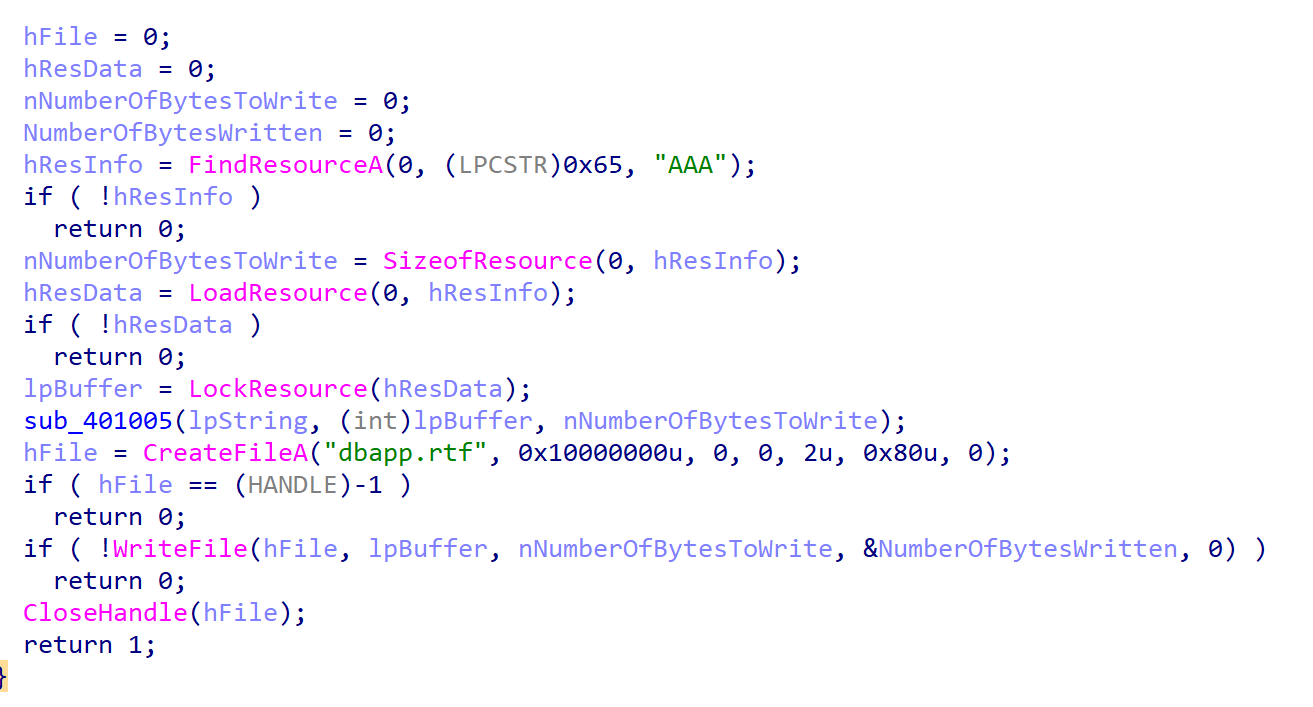 hFile = 0;
hResData = 0;
nNumberOfBytesToWrite = 0;
NumberOfBytesWritten = 0;
hResInfo = FindResourceA(0, (LPCSTR)0x65, "AAA");
if ( !hResInfo )
return 0;
nNumberOfBytesToWrite = SizeofResource(0, hResInfo);
hResData = LoadResource(0, hResInfo);
if ( !hResData )
return 0;
lpBuffer = LockResource(hResData);
sub_401005(lpString, (int)lpBuffer, nNumberOfBytesToWrite);
hFile = CreateFileA("dbapp.rtf", 0x10000000u, 0, 0, 2u, 0x80u, 0);
if ( hFile == (HANDLE)-1 )
return 0;
if ( !WriteFile(hFile, lpBuffer, nNumberOfBytesToWrite, &NumberOfBytesWritten, 0) )
return 0;
CloseHandle(hFile);
return 1;
}